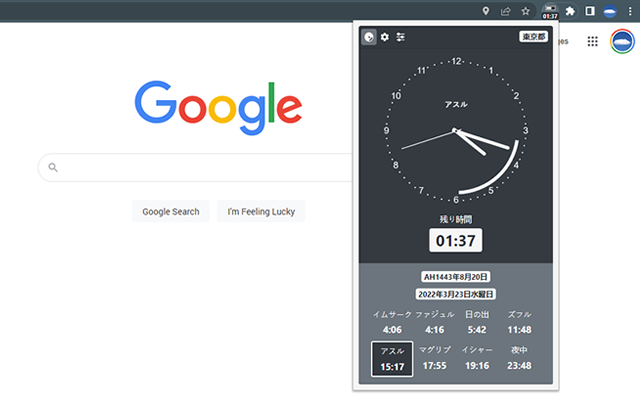 01:37
東京都
ges
Google
Google Search
I'm Feeling Lucky
12
11
1
10
2
アスル
9
3
8
4
7
5
6
残り時間
01:37
AH1443年8月20日
2022年3月23日水曜日
イムサーク ファジュル 日の出 ズフル
4:06 4:16 5:42 11:48
アスル マグリブ イシャー 夜中
15:17 17:55 19:16 23:48